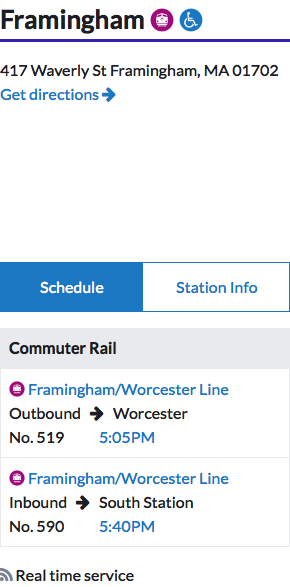 Framingham
417 Waverly St Framingham, MA 01702
Get directions
Schedule
Station Info
Commuter Rail
Framingham/Worcester Line
Outbound Worcester
No. 519 5:05PM
Framingham/Worcester Line
Inbound South Station
No. 590 5:40PM
Real time service